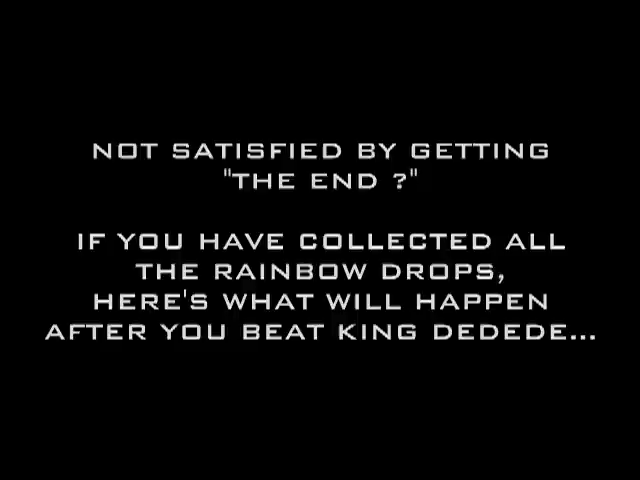 NOT SATISFIED BY GETTING
"THE END ?"
IF YOU HAVE COLLECTED ALL
THE RAINBOW DROPS,
HERE'S WHAT WILL HAPPEN
AFTER YOU BEAT KING DEDEDE...